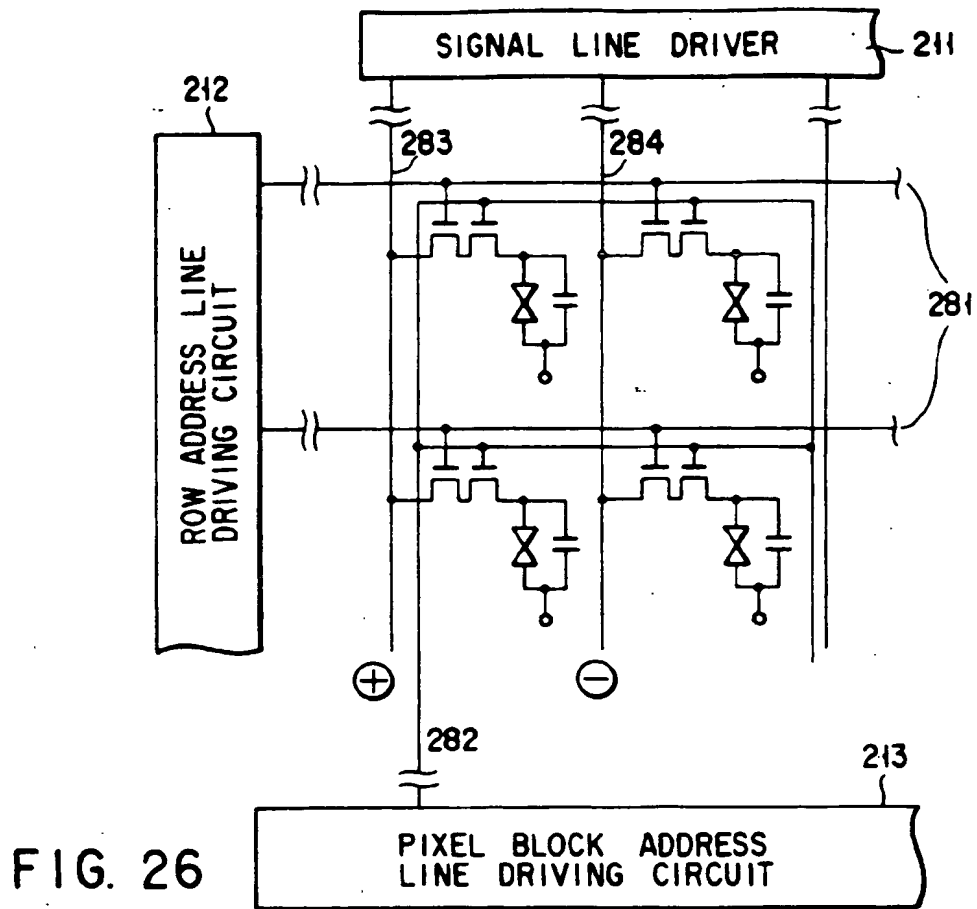 SIGNAL LINE DRIVER
211
212
283
284
ROW ADDRESS LINE
DRIVING CIRCUIT
281
+
−
282
213
PIXEL BLOCK ADDRESS
LINE DRIVING CIRCUIT
FIG. 26